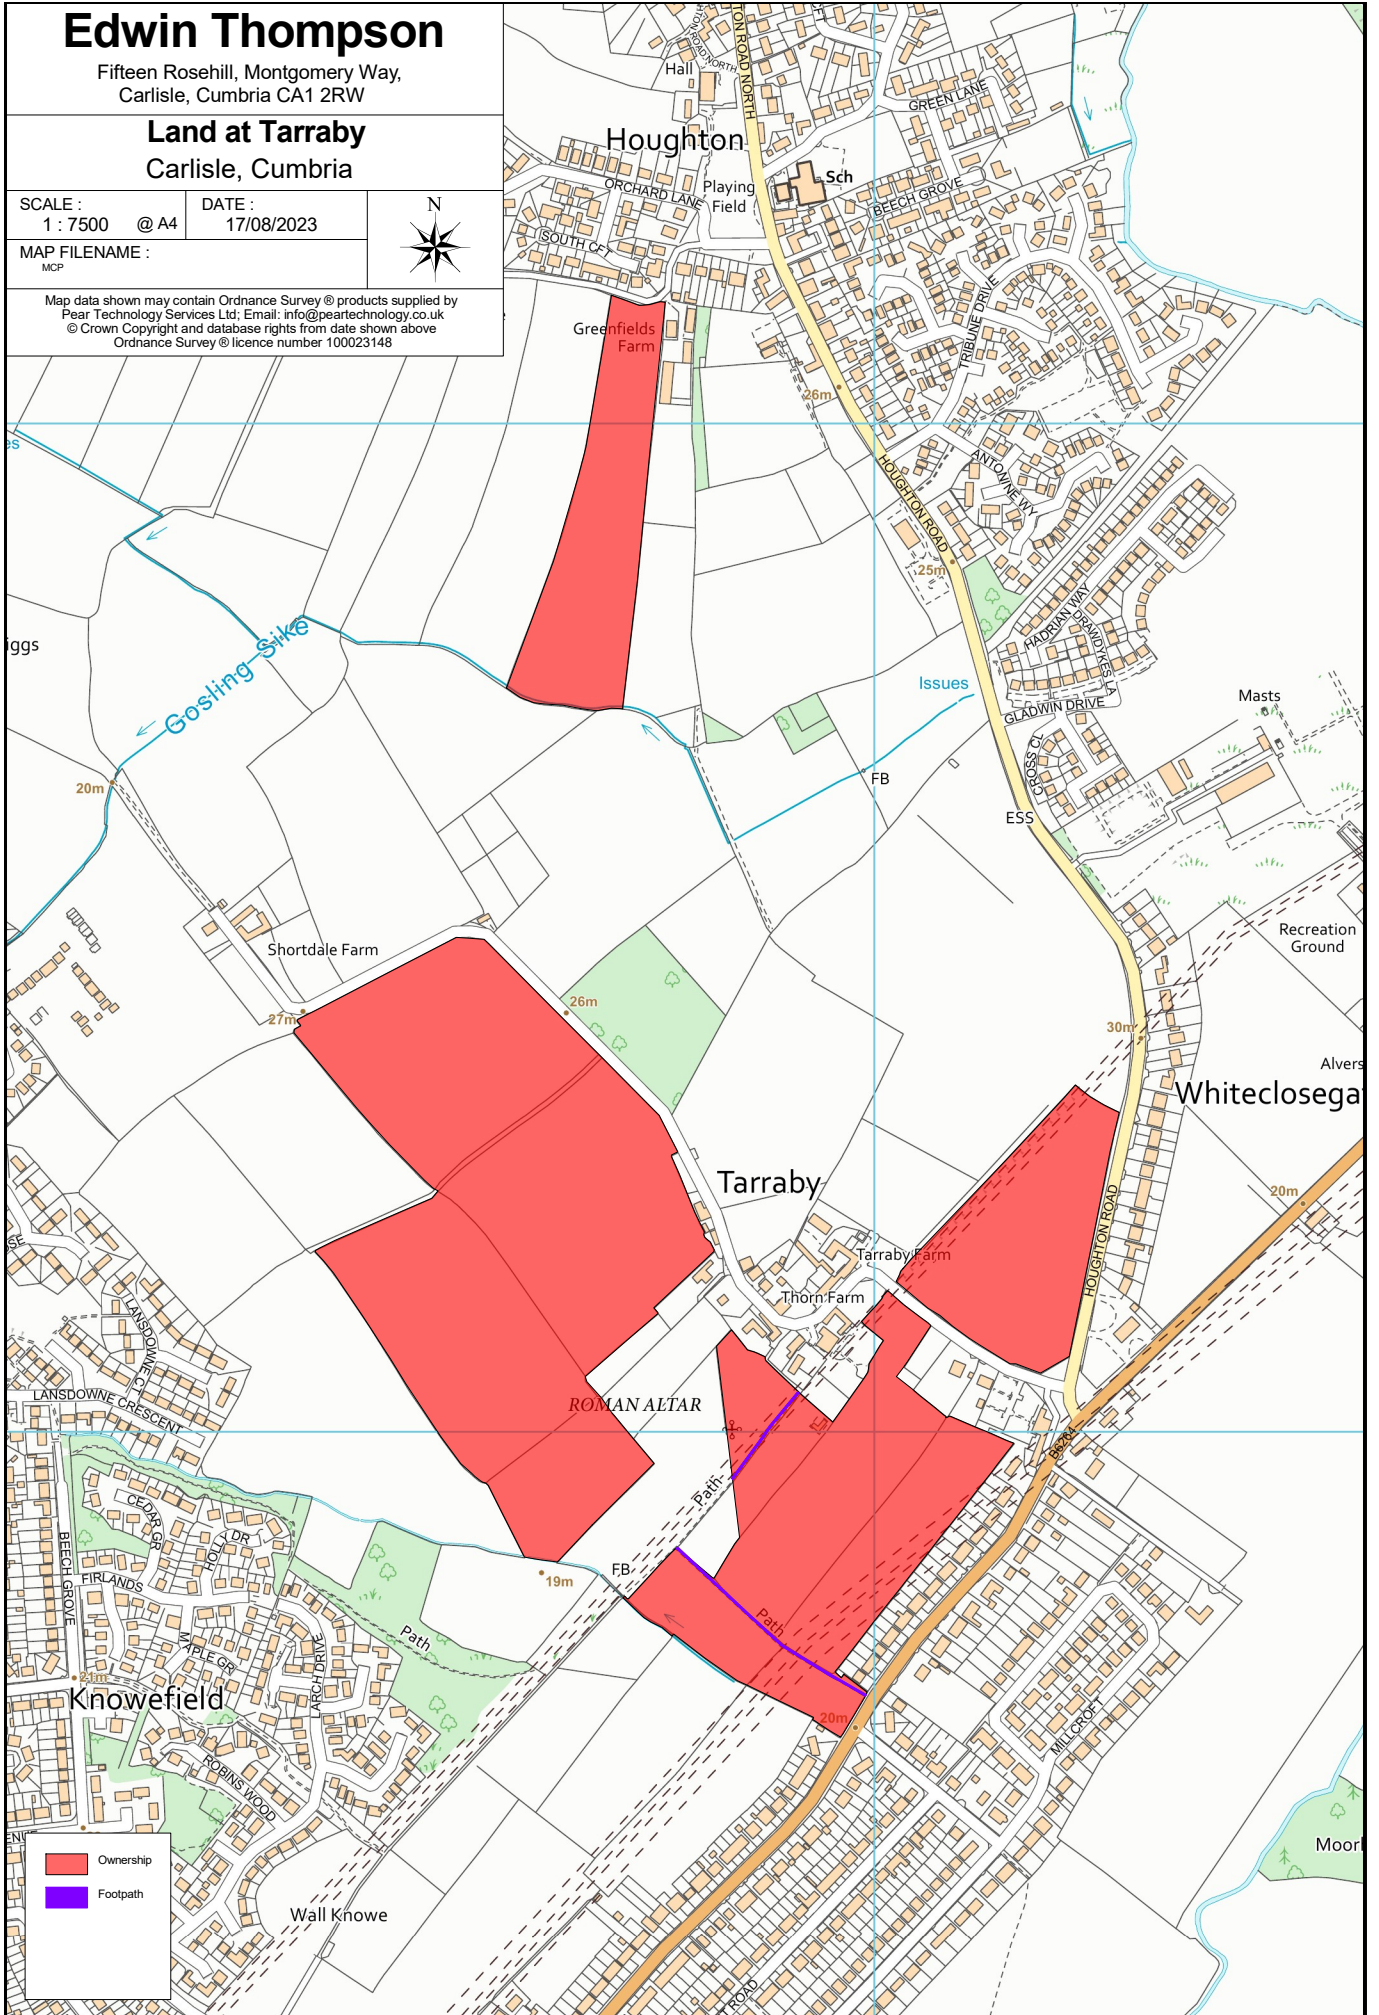 Edwin Thompson
Fifteen Rosehill, Montgomery Way,
Carlisle, Cumbria CA1 2RW
Land at Tarraby
Carlisle, Cumbria
SCALE :
1 : 7500 @ A4
DATE :
17/08/2023
MAP FILENAME :
MCP
N
Map data shown may contain Ordnance Survey ® products supplied by
Pear Technology Services Ltd; Email: info@peartechnology.co.uk
© Crown Copyright and database rights from date shown above
Ordnance Survey ® licence number 100023148
Hall
TON ROAD NORTH
GREEN LANE
Houghton
Sch
ORCHARD LANE
Playing
Field
BEECH GROVE
SOUTH CFT
TRIBUNE DRIVE
Greenfields
Farm
26m
ANTONINE WY
HOUGHTON ROAD
25m
HADRIAN WAY
DRAWDYKES LA
Gosling Sike
iggs
Issues
GLADWIN DRIVE
Masts
CROSS CL
FB
20m
ESS
Recreation
Ground
Shortdale Farm
26m
27m
30m
Alvers
Whiteclosega
Tarraby
20m
Tarraby Farm
HOUGHTON ROAD
Thorn Farm
LANSDOWNE CT
LANSDOWNE CRESCENT
ROMAN ALTAR
B6264
Path
CEDAR GR
HOLT DR
BEECH GROVE
FIRLANDS
FB
19m
Path
Path
MAPLE GR
LARCH DRIVE
21m
Knowefield
20m
MILLCROFT
ROBINS WOOD
Moorl
Ownership
Footpath
Wall Knowe
ROAD